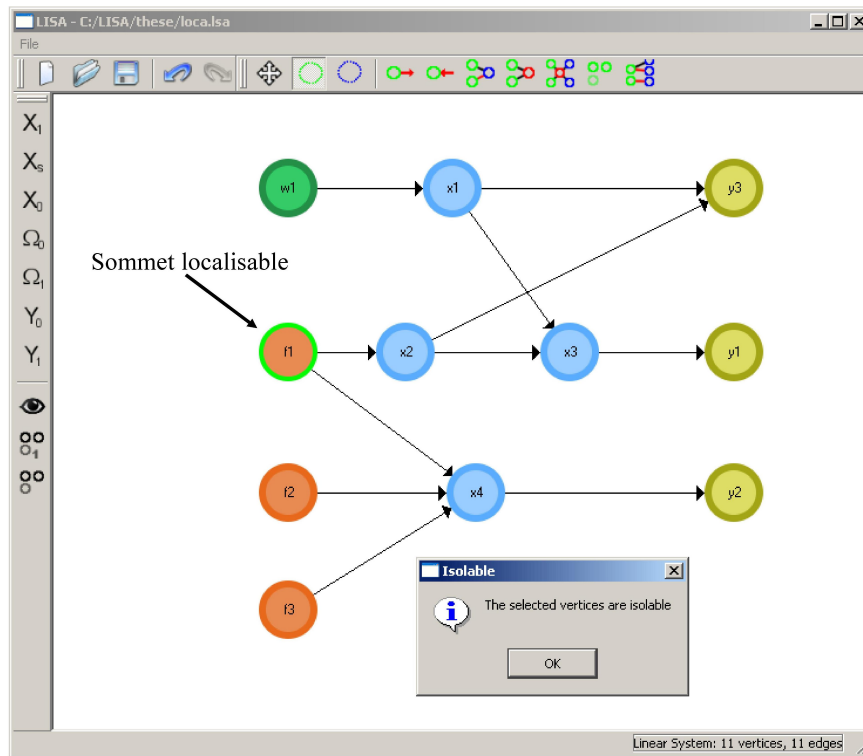 LISA - C:/LISA/these/loca.lsa
File
X1
Xs
X0
Ω0
Ω1
Y0
Y1
1
w1
x1
y3
Sommet localisable
f1
x2
x3
y1
f2
x4
y2
f3
Isolable
The selected vertices are isolable
OK
Linear System: 11 vertices, 11 edges